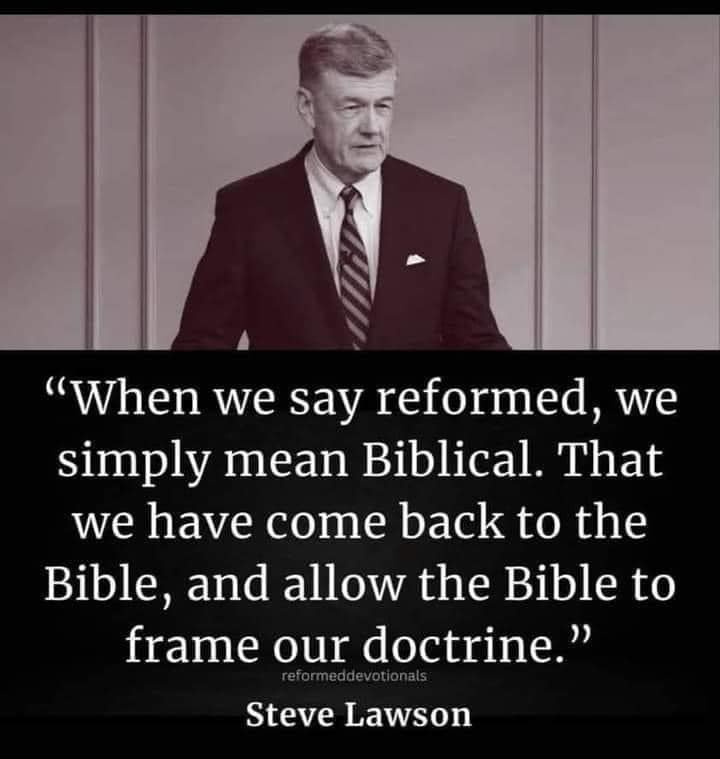 “When we say reformed, we
simply mean Biblical. That
we have come back to the
Bible, and allow the Bible to
frame our doctrine.”
reformeddevotionals
Steve Lawson